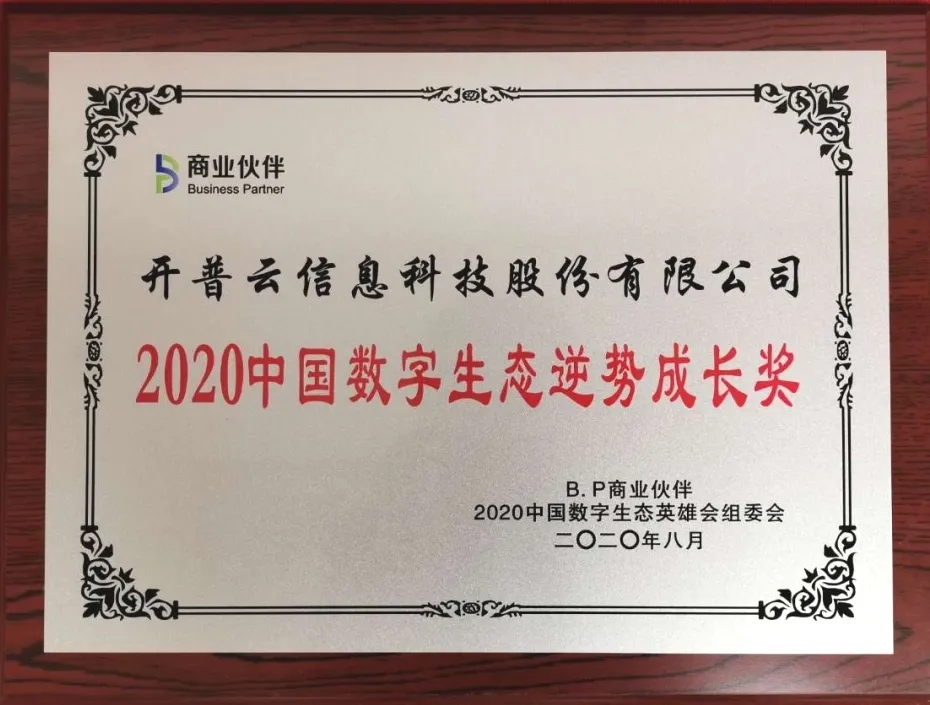 商业伙伴
Business Partner
开普云信息科技股份有限公司
2020中国数字生态逆势成长奖
B.P商业伙伴
2020中国数字生态英雄会组委会
二〇二〇年八月